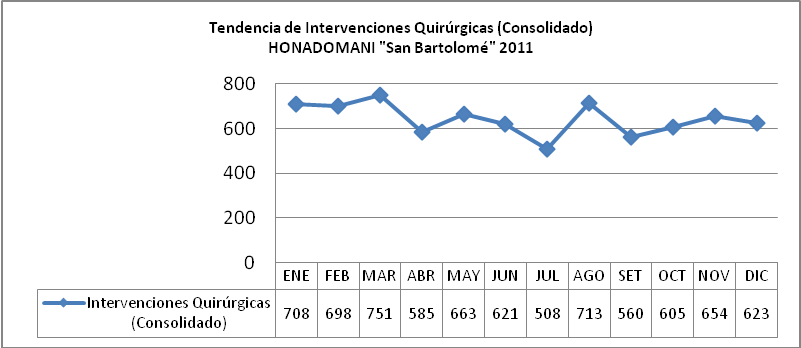 Tendencia de Intervenciones Quirúrgicas (Consolidado)
HONADOMANI "San Bartolomé" 2011
800
600
400
200
0
ENE FEB MAR ABR MAY JUN JUL AGO SET OCT NOV DIC
Intervenciones Quirúrgicas
(Consolidado)
708 698 751 585 663 621 508 713 560 605 654 623